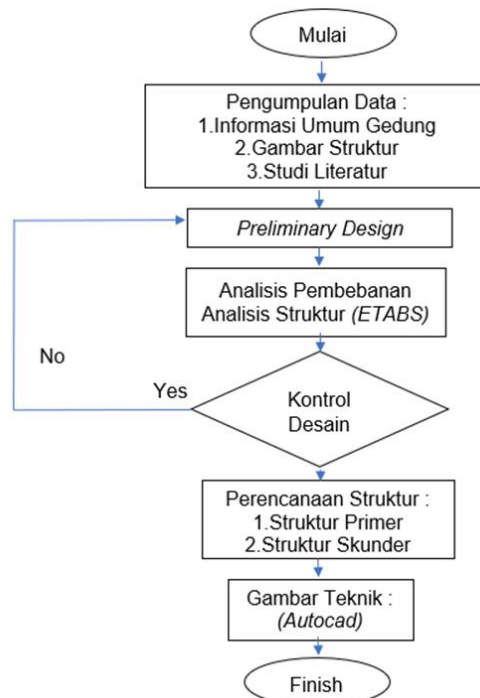 Mulai
Pengumpulan Data :
1.Informasi Umum Gedung
2.Gambar Struktur
3.Studi Literatur
Preliminary Design
Analisis Pembebanan
Analisis Struktur (ETABS)
No
Yes
Kontrol
Desain
Perencanaan Struktur :
1.Struktur Primer
2.Struktur Skunder
Gambar Teknik :
(Autocad)
Finish